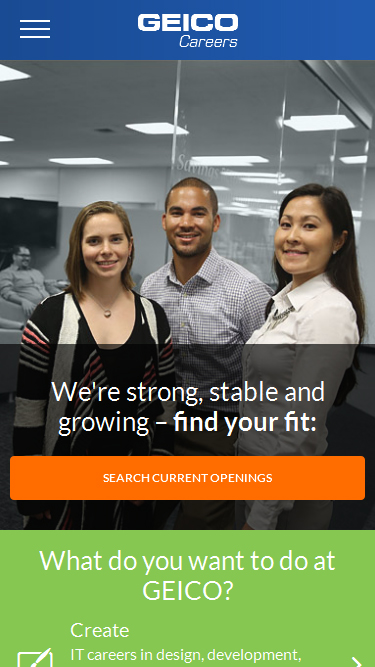 GEICO
Careers
We're strong, stable and
growing – find your fit:
SEARCH CURRENT OPENINGS
What do you want to do at
GEICO?
Create
IT careers in design, development,